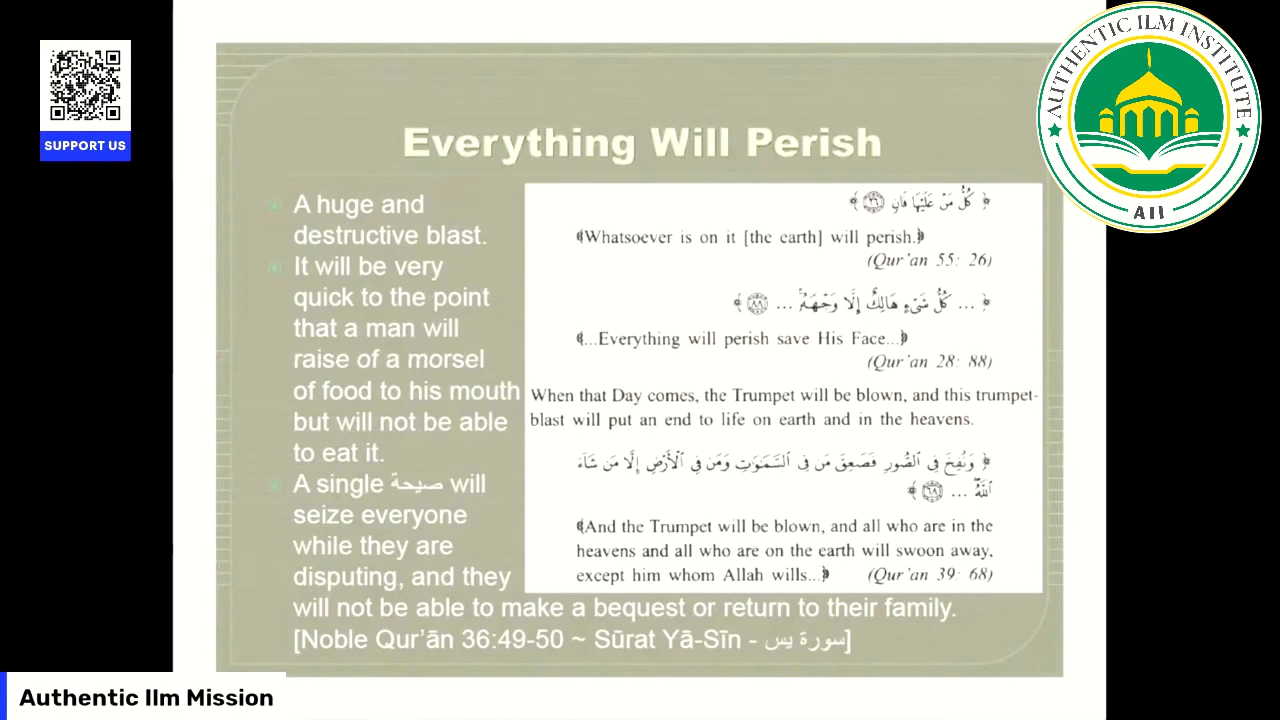 SUPPORT US
AUTHENTIC ILM INSTITUTE
AII
Everything Will Perish
A huge and
destructive blast.
It will be very
quick to the point
that a man will
raise of a morsel
of food to his mouth
but will not be able
to eat it.
A single صيحة will
seize everyone
while they are
disputing, and they
will not be able to make a bequest or return to their family.
[Noble Qur’ān 36:49-50 ~ Sūrat Yā-Sīn - سورة يس]
﴿ كُلُّ مَنْ عَلَيْهَا فَانٍ ٢٦ ﴾
﴾Whatsoever is on it [the earth] will perish.﴿
(Qur’an 55: 26)
﴿ ... كُلُّ شَىْءٍ هَالِكٌ إِلَّا وَجْهَهُۥۚ ... ٨٨ ﴾
﴾...Everything will perish save His Face...﴿
(Qur’an 28: 88)
When that Day comes, the Trumpet will be blown, and this trumpet-
blast will put an end to life on earth and in the heavens.
﴿ وَنُفِخَ فِى ٱلصُّورِ فَصَعِقَ مَن فِى ٱلسَّمَٰوَٰتِ وَمَن فِى ٱلْأَرْضِ إِلَّا مَن شَآءَ
ٱللَّهُۖ ... ٦٨ ﴾
﴾And the Trumpet will be blown, and all who are in the
heavens and all who are on the earth will swoon away,
except him whom Allah wills...﴿ (Qur’an 39: 68)
Authentic Ilm Mission